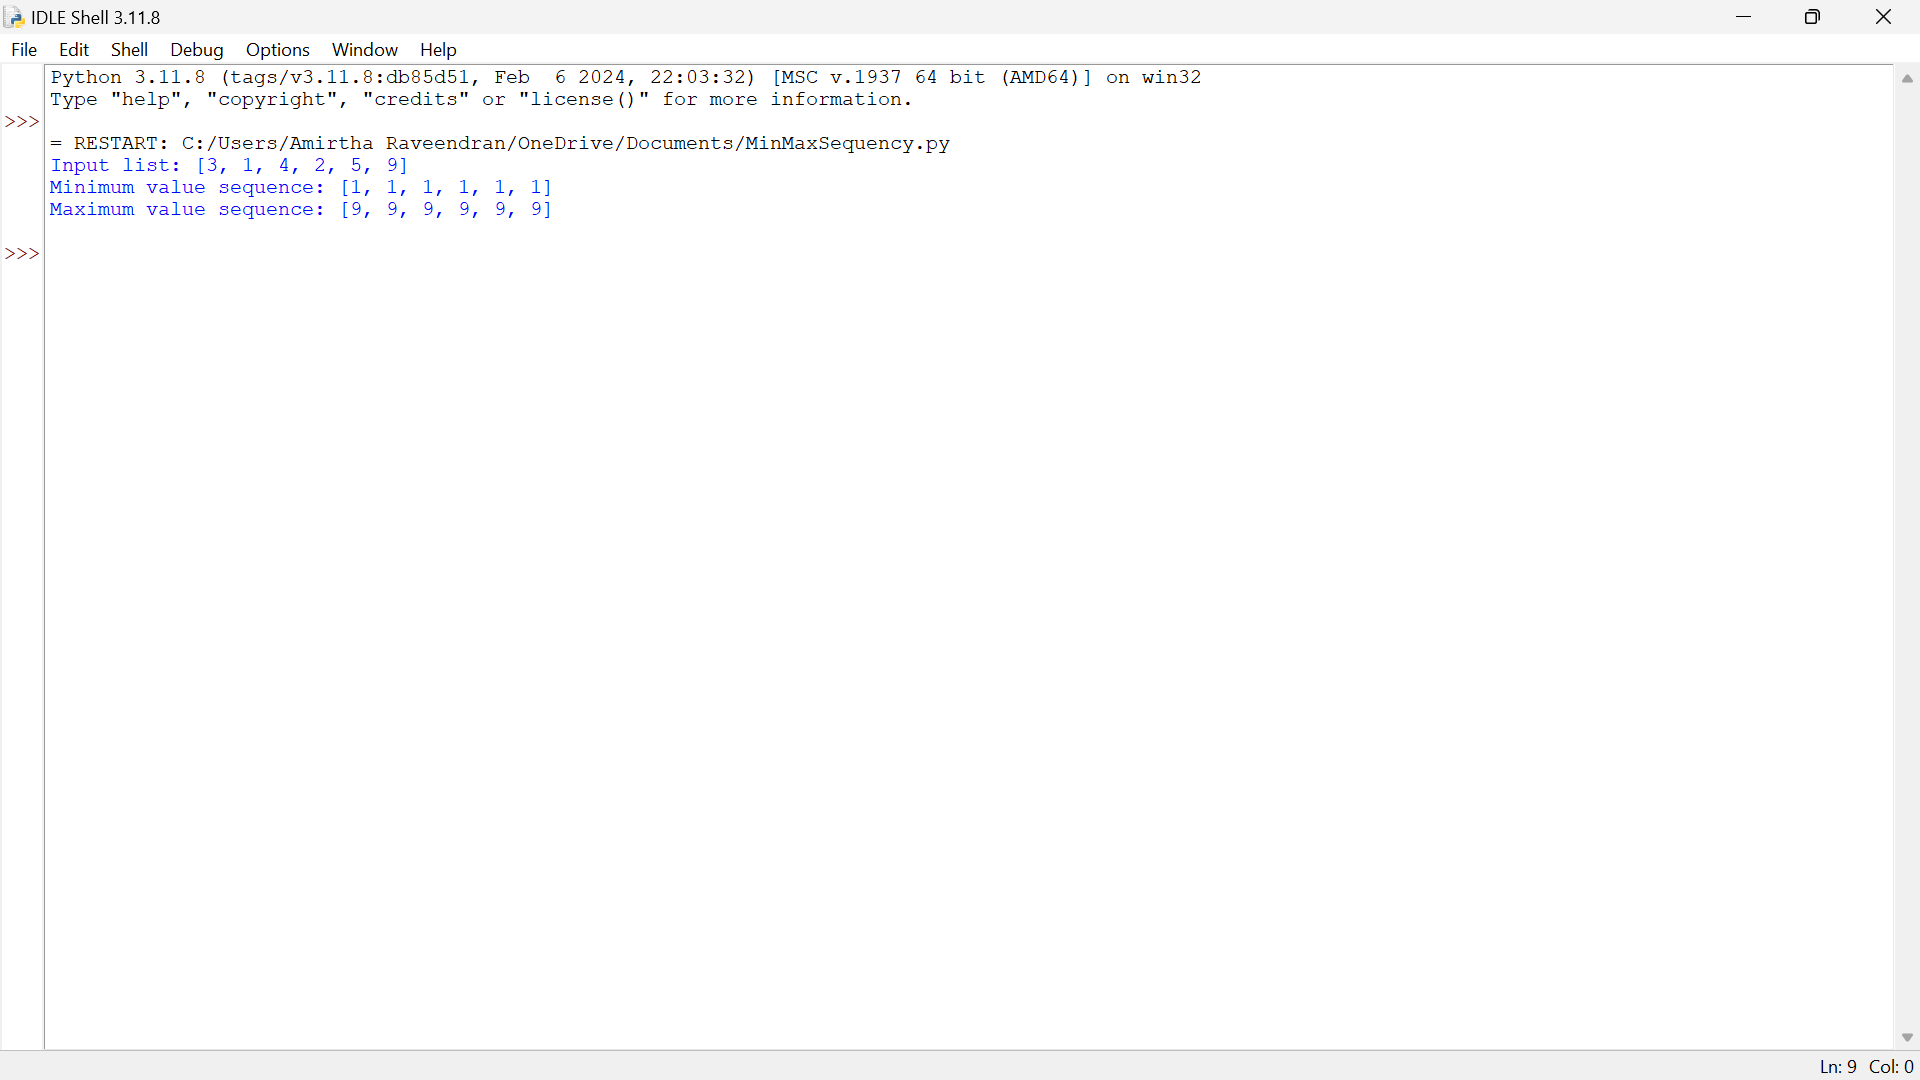 IDLE Shell 3.11.8
File Edit Shell Debug Options Window Help
Python 3.11.8 (tags/v3.11.8:db85d51, Feb  6 2024, 22:03:32) [MSC v.1937 64 bit (AMD64)] on win32
Type "help", "copyright", "credits" or "license()" for more information.
>>>
= RESTART: C:/Users/Amirtha Raveendran/OneDrive/Documents/MinMaxSequency.py
Input list: [3, 1, 4, 2, 5, 9]
Minimum value sequence: [1, 1, 1, 1, 1, 1]
Maximum value sequence: [9, 9, 9, 9, 9, 9]
>>>
Ln: 9 Col: 0